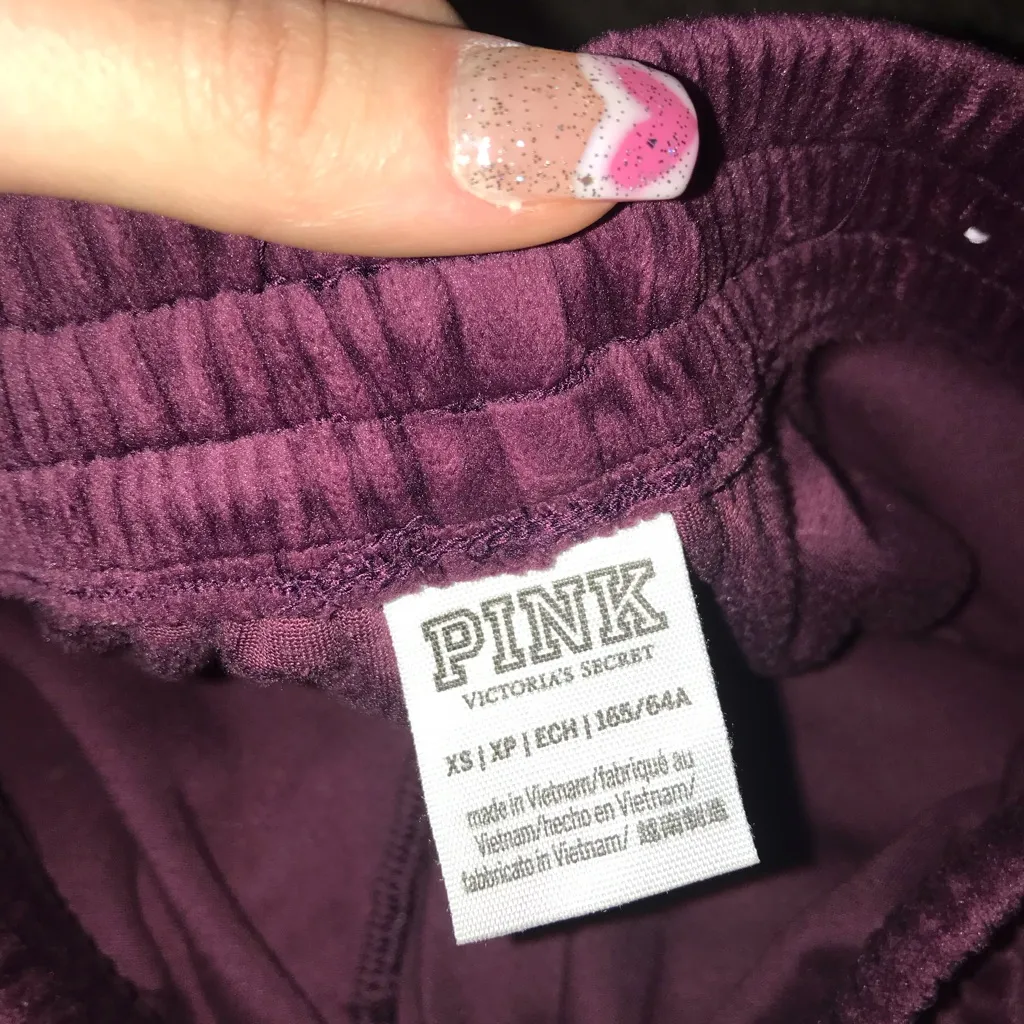 PINK
VICTORIA'S SECRET
XS | XP | ECH | 165/64A
made in Vietnam/fabriqué au
Vietnam/hecho en Vietnam/
fabbricato in Vietnam/ 越南制造